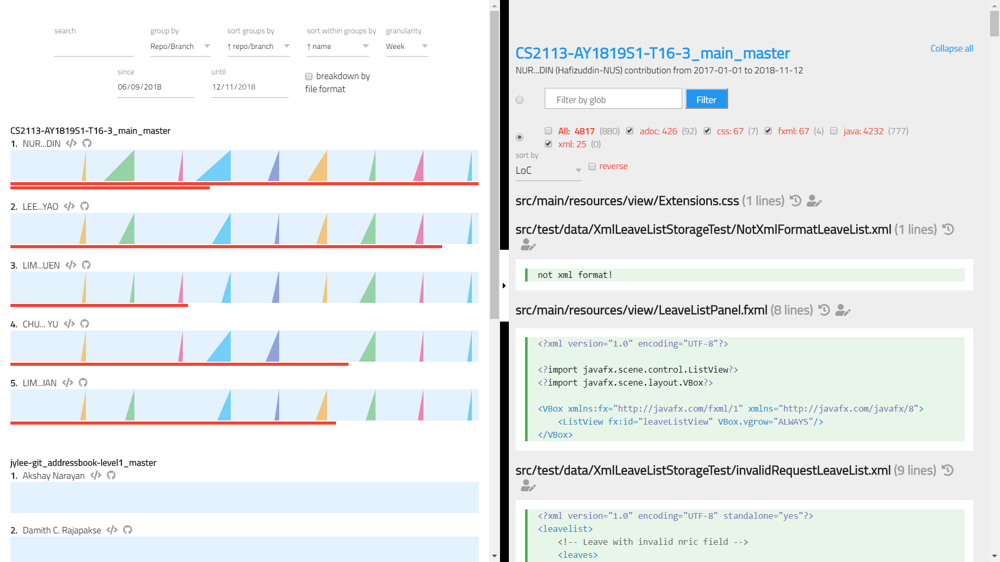 search
group by
sort groups by
sort within groups by
granularity
Repo/Branch
↑ repo/branch
↑ name
Week
since
until
06/09/2018
12/11/2018
breakdown by
file format
CS2113-AY1819S1-T16-3_main_master
1. NUR...DIN </>
2. LEE...YAO </>
3. LIM...UEN </>
4. CHU... YU </>
5. LIM...IAN </>
jylee-git_addressbook-level1_master
1. Akshay Narayan </>
2. Damith C. Rajapakse </>
Collapse all
CS2113-AY1819S1-T16-3_main_master
NUR...DIN (Hafizuddin-NUS) contribution from 2017-01-01 to 2018-11-12
Filter by glob
Filter
All: 4817 (880) adoc: 426 (92) css: 67 (7) fxml: 67 (4) java: 4232 (777)
xml: 25 (0)
sort by
LoC
reverse
src/main/resources/view/Extensions.css (1 lines)
src/test/data/XmlLeaveListStorageTest/NotXmlFormatLeaveList.xml (1 lines)
not xml format!
src/main/resources/view/LeaveListPanel.fxml (8 lines)
<?xml version="1.0" encoding="UTF-8"?>
<?import javafx.scene.control.ListView?>
<?import javafx.scene.layout.VBox?>
<VBox xmlns:fx="http://javafx.com/fxml/1" xmlns="http://javafx.com/javafx/8">
<ListView fx:id="leaveListView" VBox.vgrow="ALWAYS"/>
</VBox>
src/test/data/XmlLeaveListStorageTest/invalidRequestLeaveList.xml (9 lines)
<?xml version="1.0" encoding="UTF-8" standalone="yes"?>
<leavelist>
<!-- Leave with invalid nric field -->
<leaves>